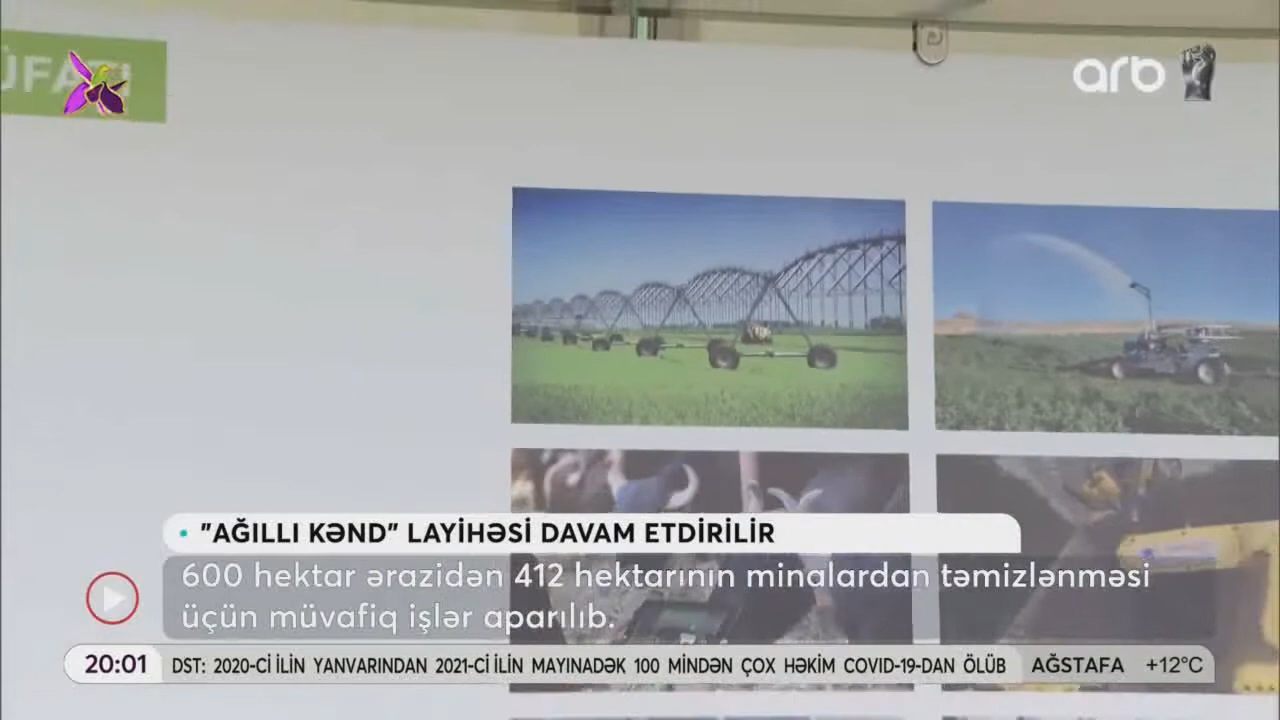 ÜFATI
arb
"AĞILLI KƏND" LAYİHƏSİ DAVAM ETDİRİLİR
600 hektar ərazidən 412 hektarının minalardan təmizlənməsi
üçün müvafiq işlər aparılıb.
20:01 DST: 2020-Cİ İLİN YANVARINDAN 2021-Cİ İLİN MAYINADƏK 100 MİNDƏN ÇOX HƏKİM COVID-19-DAN ÖLÜB AĞSTAFA +12°C